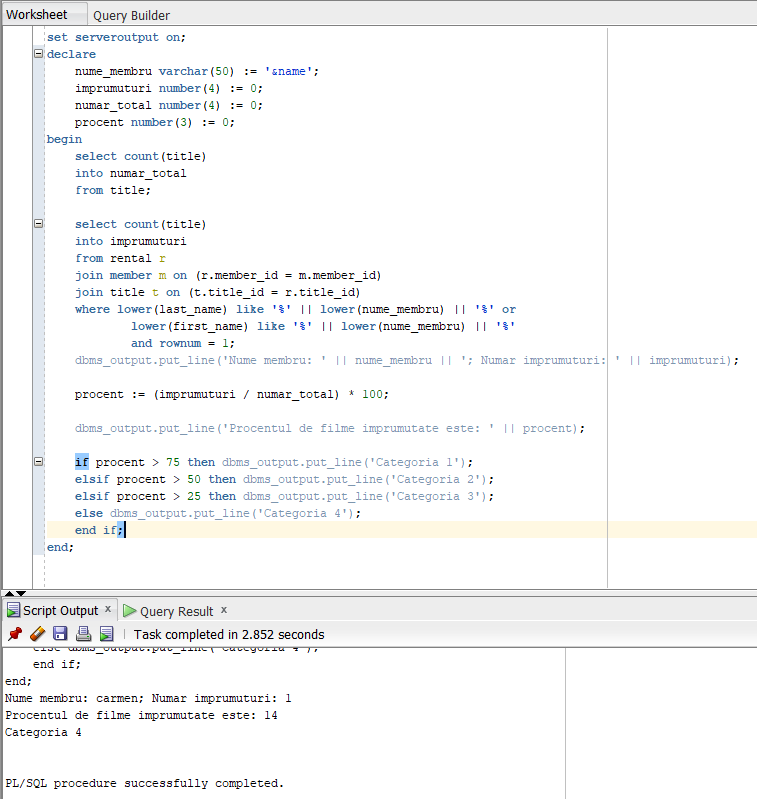 Worksheet Query Builder
set serveroutput on;
declare
    nume_membru varchar(50) := '&name';
    imprumuturi number(4) := 0;
    numar_total number(4) := 0;
    procent number(3) := 0;
begin
    select count(title)
    into numar_total
    from title;
    select count(title)
    into imprumuturi
    from rental r
    join member m on (r.member_id = m.member_id)
    join title t on (t.title_id = r.title_id)
    where lower(last_name) like '%' || lower(nume_membru) || '%' or
            lower(first_name) like '%' || lower(nume_membru) || '%'
            and rownum = 1;
    dbms_output.put_line('Nume membru: ' || nume_membru || '; Numar imprumuturi: ' || imprumuturi);
    procent := (imprumuturi / numar_total) * 100;
    dbms_output.put_line('Procentul de filme imprumutate este: ' || procent);
    if procent > 75 then dbms_output.put_line('Categoria 1');
    elsif procent > 50 then dbms_output.put_line('Categoria 2');
    elsif procent > 25 then dbms_output.put_line('Categoria 3');
    else dbms_output.put_line('Categoria 4');
    end if;
end;
Script Output x Query Result x
Task completed in 2.852 seconds
    else dbms_output.put_line('Categoria 4');
    end if;
end;
Nume membru: carmen; Numar imprumuturi: 1
Procentul de filme imprumutate este: 14
Categoria 4
PL/SQL procedure successfully completed.